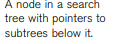 A node in a search
tree with pointers to
subtrees below it.